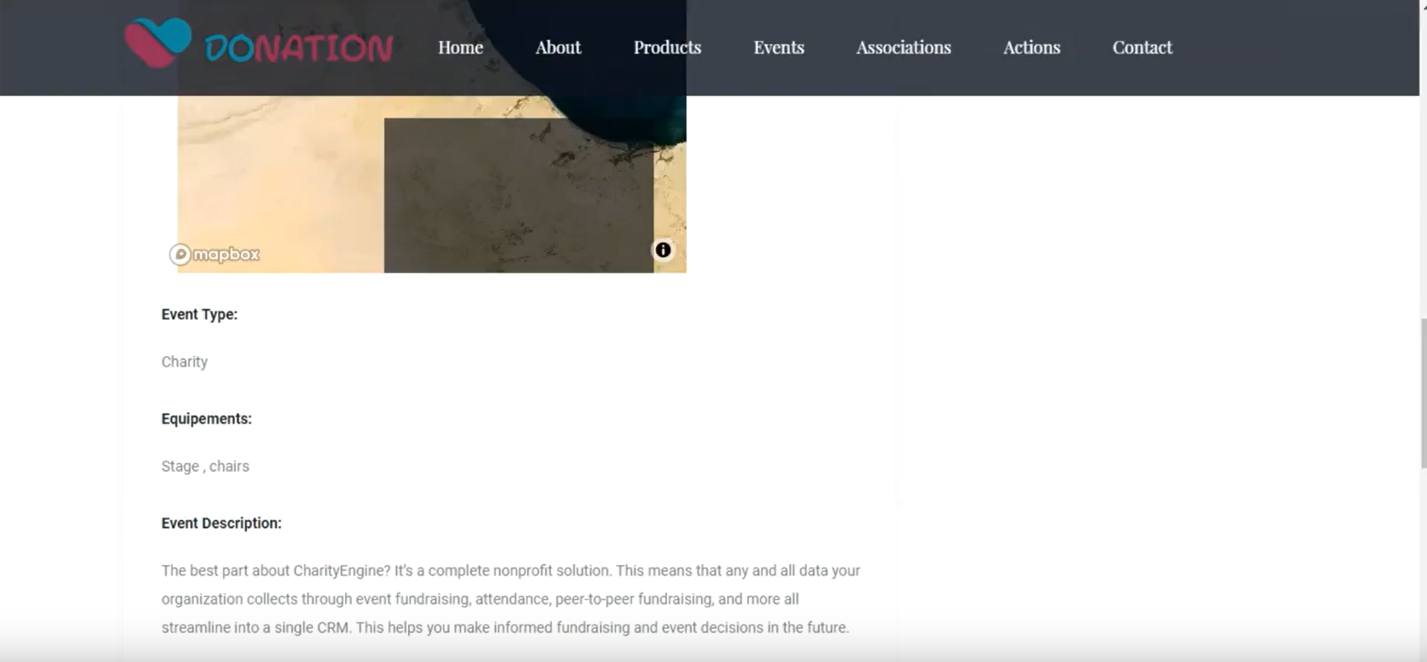 DONATION Home About Products Events Associations Actions Contact
mapbox
Event Type:
Charity
Equipements:
Stage , chairs
Event Description:
The best part about CharityEngine? It's a complete nonprofit solution. This means that any and all data your
organization collects through event fundraising, attendance, peer-to-peer fundraising, and more all
streamline into a single CRM. This helps you make informed fundraising and event decisions in the future.